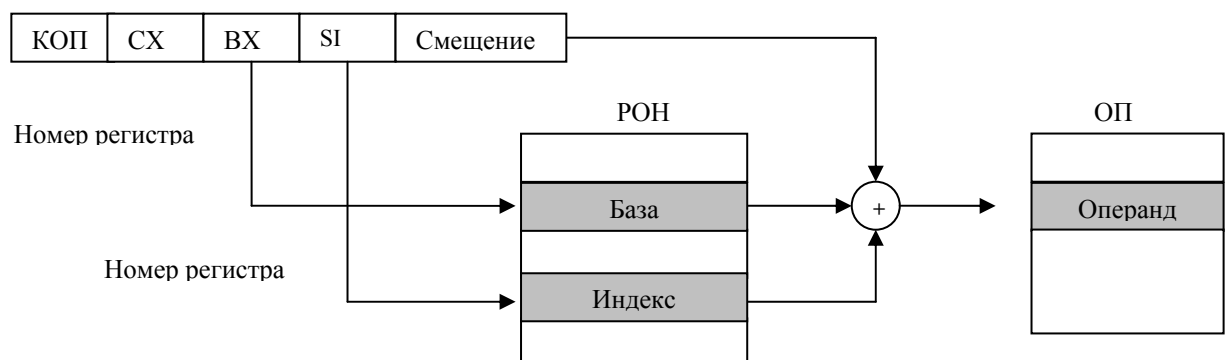 КОП CX BX SI Смещение
Номер регистра
РОН
ОП
База
+
Операнд
Номер регистра
Индекс